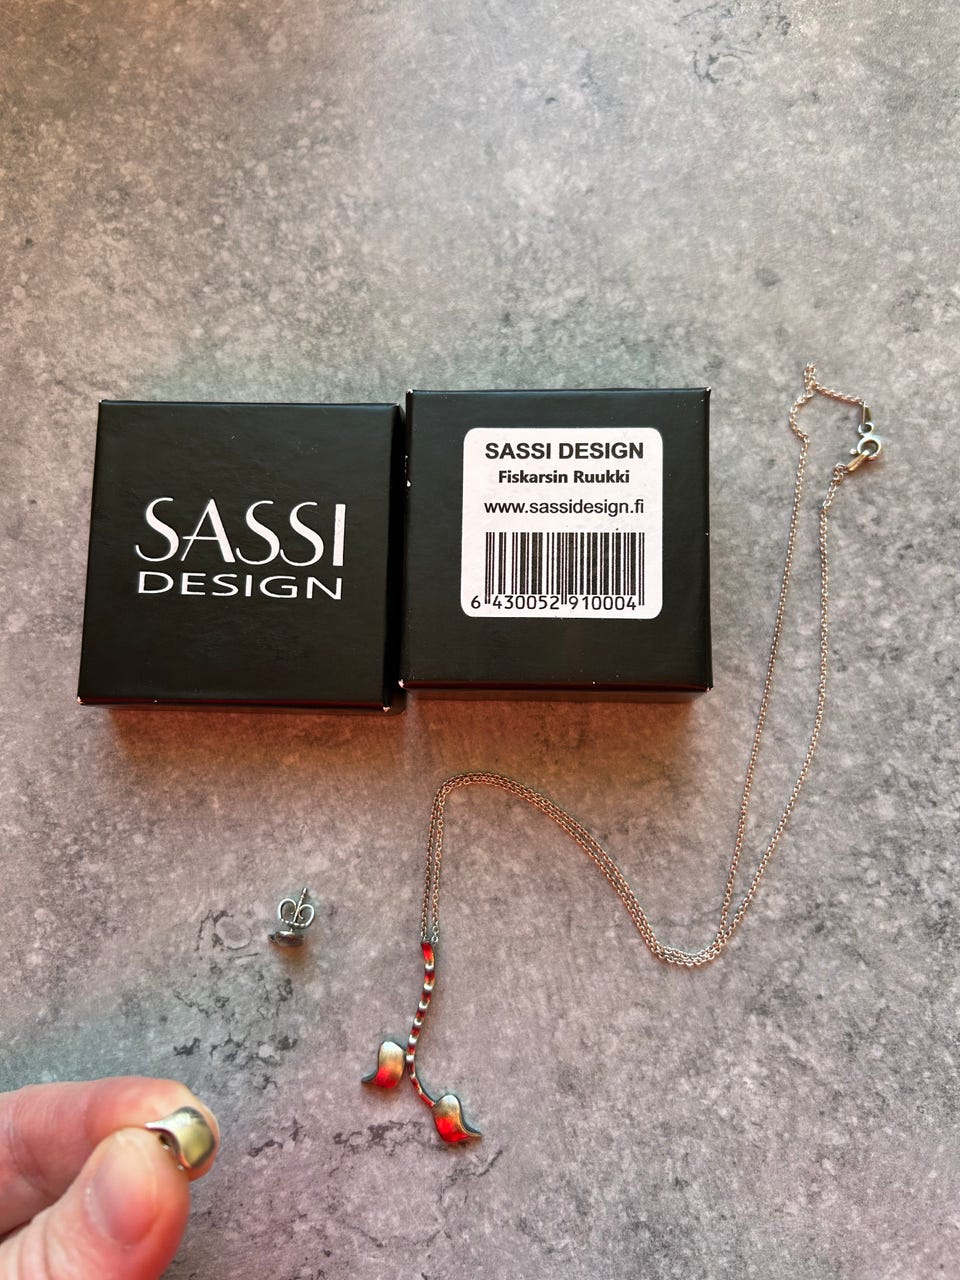 SASSI
DESIGN
SASSI DESIGN
Fiskarsin Ruukki
www.sassidesign.fi
6 430052 910004